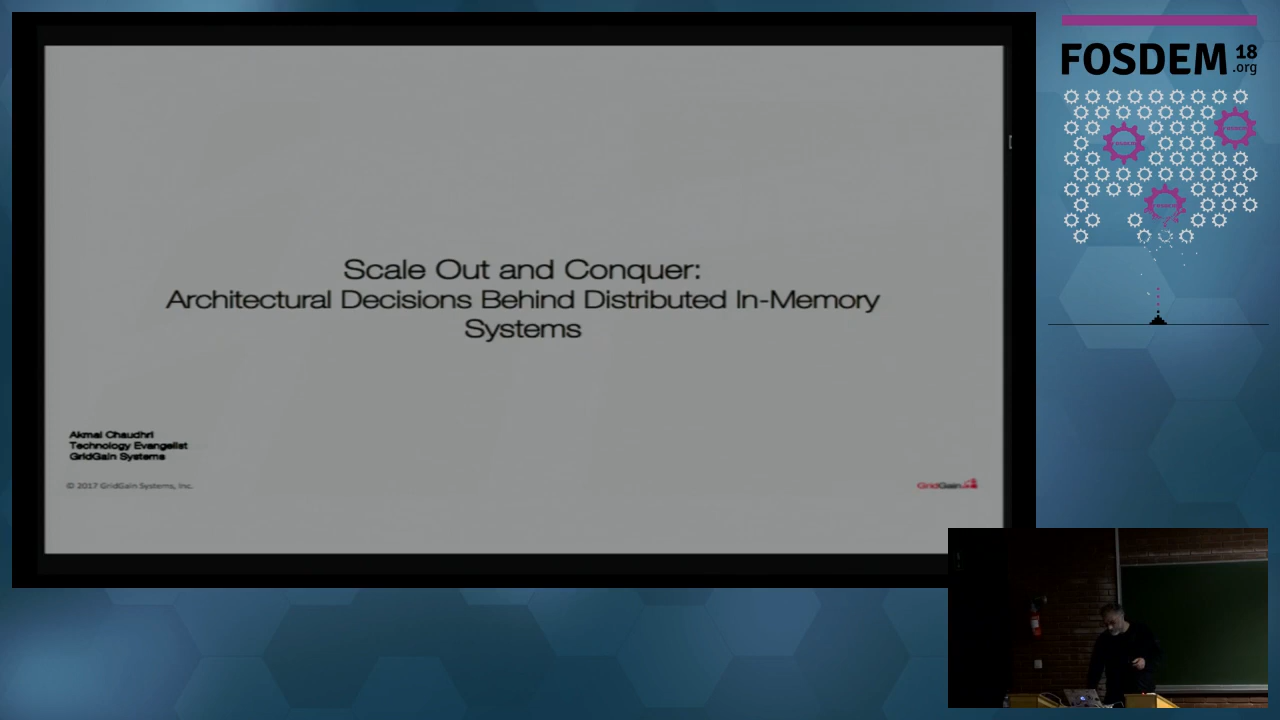 Scale Out and Conquer:
Architectural Decisions Behind Distributed In-Memory
Systems
Akmal Chaudhri
Technology Evangelist
GridGain Systems
© 2017 GridGain Systems, Inc.
GridGain
FOSDEM 18
.org